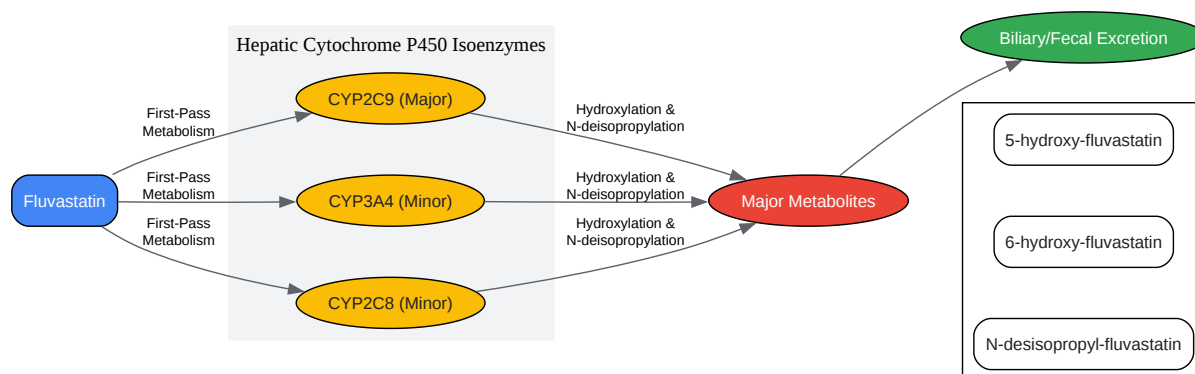 Hepatic Cytochrome P450 Isoenzymes
Fluvastatin
First-Pass
Metabolism
First-Pass
Metabolism
First-Pass
Metabolism
CYP2C9 (Major)
CYP3A4 (Minor)
CYP2C8 (Minor)
Hydroxylation &
N-deisopropylation
Hydroxylation &
N-deisopropylation
Hydroxylation &
N-deisopropylation
Major Metabolites
Biliary/Fecal Excretion
5-hydroxy-fluvastatin
6-hydroxy-fluvastatin
N-desisopropyl-fluvastatin